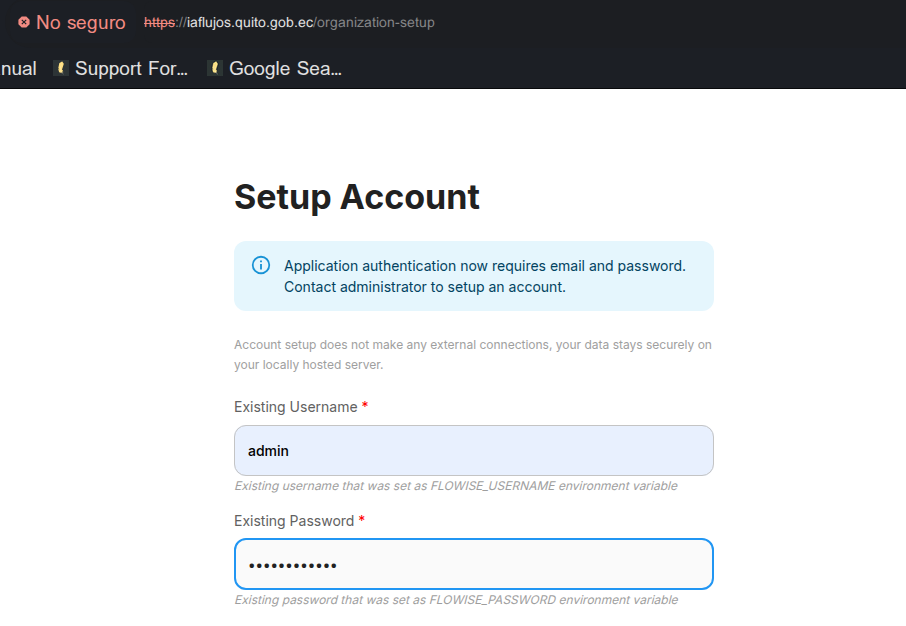 No seguro https://iaflujos.quito.gob.ec/organization-setup
nual Support For... Google Sea...
Setup Account
Application authentication now requires email and password.
Contact administrator to setup an account.
Account setup does not make any external connections, your data stays securely on
your locally hosted server.
Existing Username *
admin
Existing username that was set as FLOWISE_USERNAME environment variable
Existing Password *
••••••••••••
Existing password that was set as FLOWISE_PASSWORD environment variable